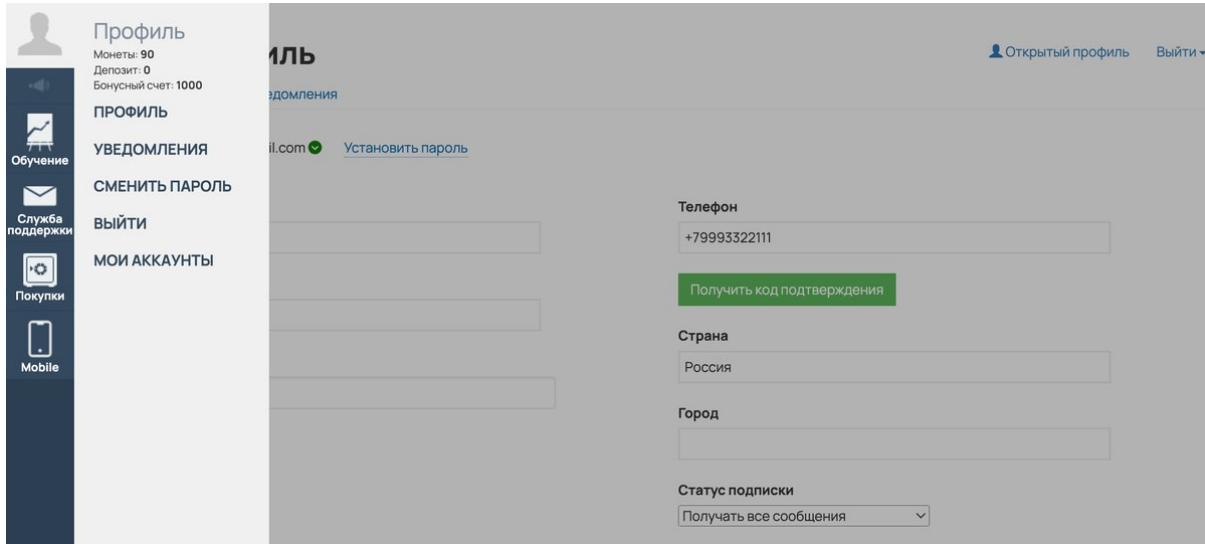 Профиль
Монеты: 90
Депозит: 0
Бонусный счет: 1000
ПРОФИЛЬ
УВЕДОМЛЕНИЯ
СМЕНИТЬ ПАРОЛЬ
ВЫЙТИ
МОИ АККАУНТЫ
Обучение
Служба
поддержки
Покупки
Mobile
иль
Открытый профиль
Выйти
едомления
il.com
Установить пароль
Телефон
+79993322111
Получить код подтверждения
Страна
Россия
Город
Статус подписки
Получать все сообщения